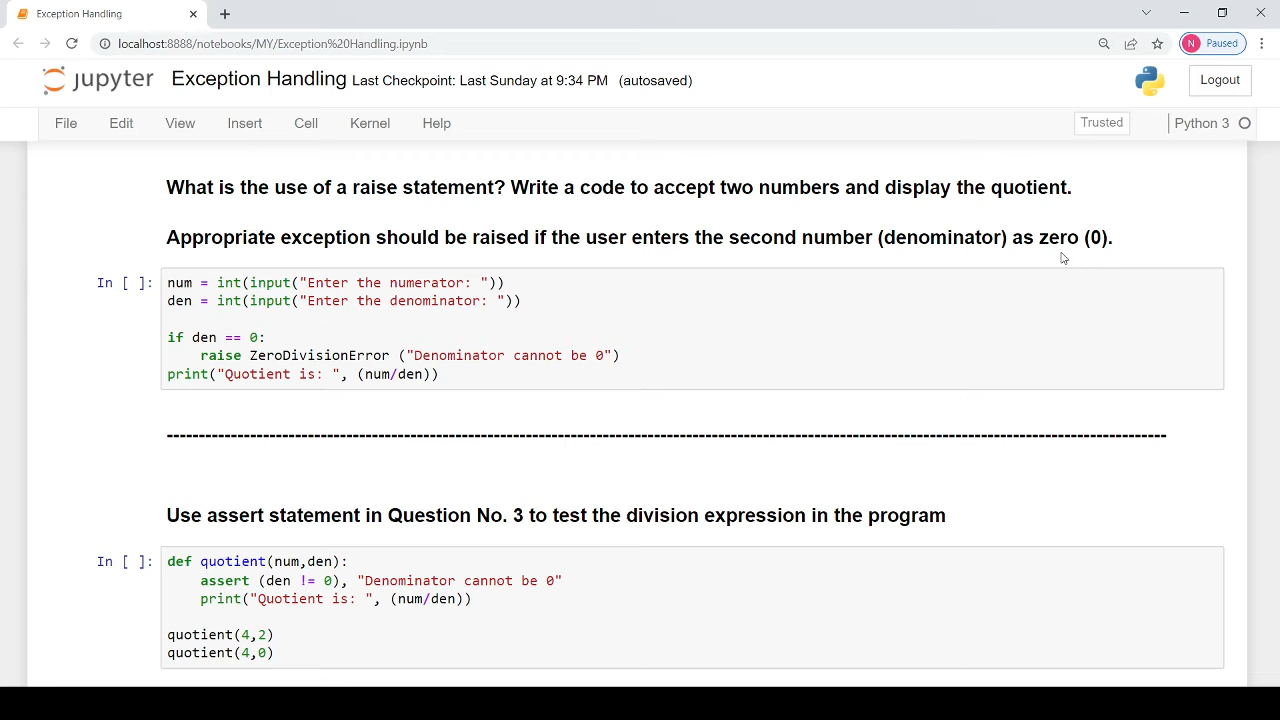 Exception Handling
localhost:8888/notebooks/MY/Exception%20Handling.ipynb
N Paused
jupyter Exception Handling Last Checkpoint: Last Sunday at 9:34 PM (autosaved)
Logout
File Edit View Insert Cell Kernel Help
Trusted
Python 3
What is the use of a raise statement? Write a code to accept two numbers and display the quotient.
Appropriate exception should be raised if the user enters the second number (denominator) as zero (0).
In [ ]: num = int(input("Enter the numerator: "))
den = int(input("Enter the denominator: "))
if den == 0:
    raise ZeroDivisionError ("Denominator cannot be 0")
print("Quotient is: ", (num/den))
------------------------------------------------------------------------------------------------------------------------------------------------------
Use assert statement in Question No. 3 to test the division expression in the program
In [ ]: def quotient(num,den):
    assert (den != 0), "Denominator cannot be 0"
    print("Quotient is: ", (num/den))
quotient(4,2)
quotient(4,0)